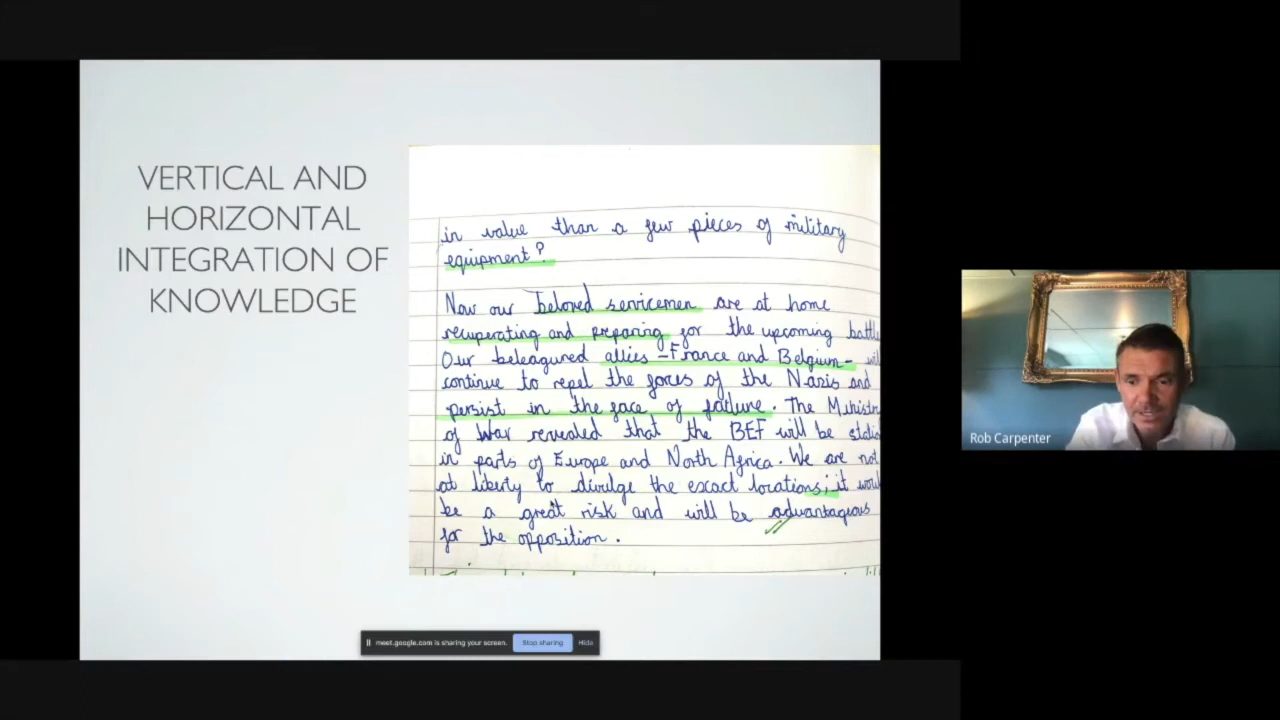 VERTICAL AND
HORIZONTAL
INTEGRATION OF
KNOWLEDGE
in value than a few pieces of military
equipment?
Now our beloved servicemen are at home
recuperating and preparing for the upcoming battle
Our beleagured allies -France and Belgium-
continue to repel the forces of the Nazis and
persist in the face of failure. The Ministr
of War revealed that the BEF will be statio
in parts of Europe and North Africa. We are not
at liberty to divulge the exact locations; it woul
be a great risk and will be advantageous
for the opposition.
meet.google.com is sharing your screen. Stop sharing Hide
Rob Carpenter